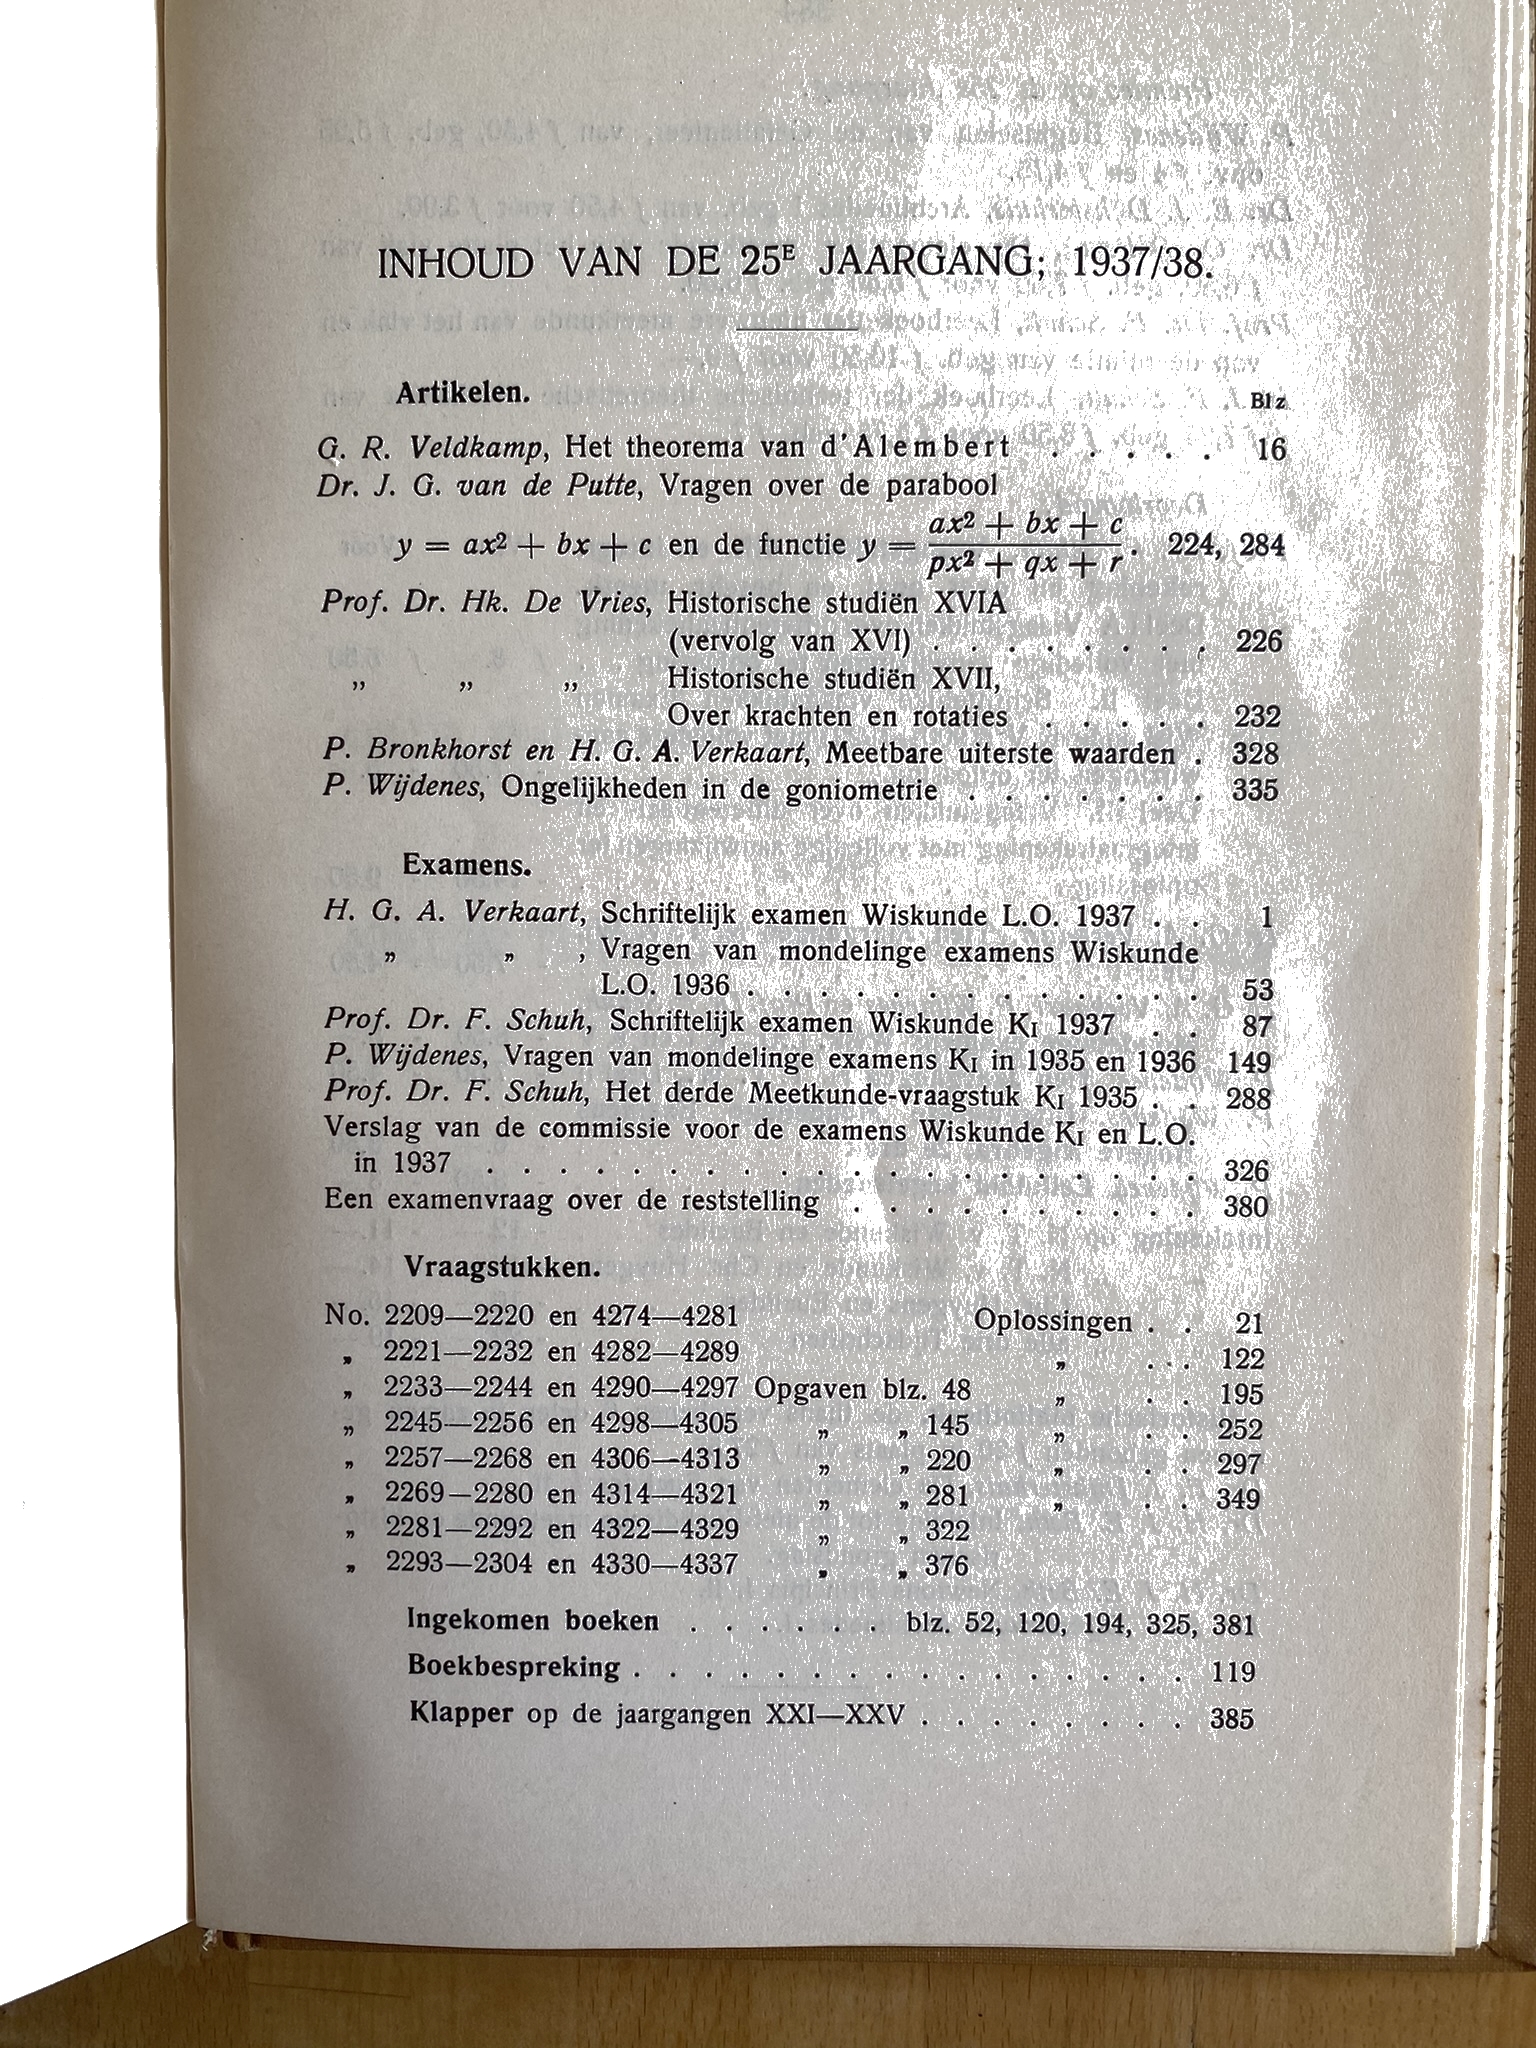 INHOUD VAN DE 25E JAARGANG; 1937/38.
Artikelen.
Blz.
G. R. Veldkamp, Het theorema van d'Alembert . . . . . 16
Dr. J. G. van de Putte, Vragen over de parabool
y = ax² + bx + c en de functie y = (ax² + bx + c)/(px² + qx + r) . 224, 284
Prof. Dr. Hk. De Vries, Historische studiën XVIA
(vervolg van XVI) . . . . . . . . 226
„ „ „ Historische studiën XVII,
Over krachten en rotaties . . . . . 232
P. Bronkhorst en H. G. A. Verkaart, Meetbare uiterste waarden . 328
P. Wijdenes, Ongelijkheden in de goniometrie . . . . . . . 335
Examens.
H. G. A. Verkaart, Schriftelijk examen Wiskunde L.O. 1937 . . 1
„ „ , Vragen van mondelinge examens Wiskunde
L.O. 1936 . . . . . . . . . . . . . 53
Prof. Dr. F. Schuh, Schriftelijk examen Wiskunde KI 1937 . . 87
P. Wijdenes, Vragen van mondelinge examens KI in 1935 en 1936 149
Prof. Dr. F. Schuh, Het derde Meetkunde-vraagstuk KI 1935 . . 288
Verslag van de commissie voor de examens Wiskunde KI en L.O.
in 1937 . . . . . . . . . . . . . . . . . . . . 326
Een examenvraag over de reststelling . . . . . . . . . . 380
Vraagstukken.
No. 2209—2220 en 4274—4281 Oplossingen . . 21
„ 2221—2232 en 4282—4289 „ . . . 122
„ 2233—2244 en 4290—4297 Opgaven blz. 48 „ . . 195
„ 2245—2256 en 4298—4305 „ „ 145 „ . . 252
„ 2257—2268 en 4306—4313 „ „ 220 „ . . 297
„ 2269—2280 en 4314—4321 „ „ 281 „ . . 349
„ 2281—2292 en 4322—4329 „ „ 322
„ 2293—2304 en 4330—4337 „ „ 376
Ingekomen boeken . . . . . . blz. 52, 120, 194, 325, 381
Boekbespreking . . . . . . . . . . . . . . . . 119
Klapper op de jaargangen XXI—XXV . . . . . . . . 385